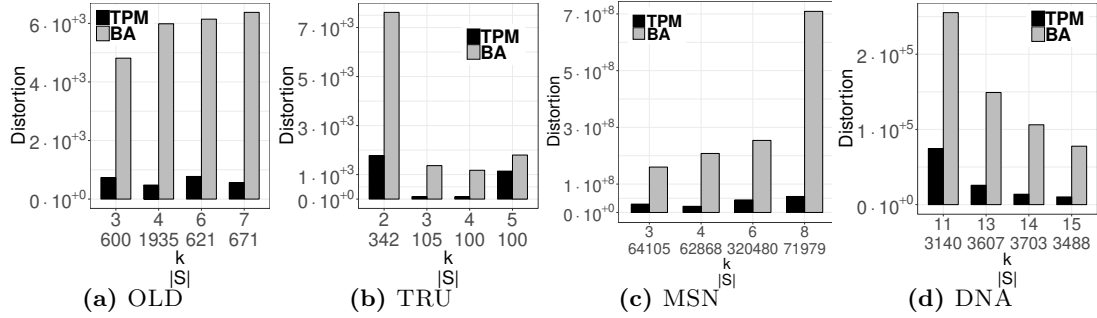 Distortion
6 · 10⁺³
4 · 10⁺³
2 · 10⁺³
0 · 10⁺⁰
TPM
BA
3 4 6 7
600 1935 621 671
k
|S|
(a) OLD
Distortion
7 · 10⁺³
5 · 10⁺³
3 · 10⁺³
1 · 10⁺³
0 · 10⁺⁰
TPM
BA
2 3 4 5
342 105 100 100
k
|S|
(b) TRU
Distortion
7 · 10⁺⁸
5 · 10⁺⁸
3 · 10⁺⁸
1 · 10⁺⁸
0 · 10⁺⁰
TPM
BA
3 4 6 8
64105 62868 320480 71979
k
|S|
(c) MSN
Distortion
2 · 10⁺⁵
1 · 10⁺⁵
0 · 10⁺⁰
TPM
BA
11 13 14 15
3140 3607 3703 3488
k
|S|
(d) DNA